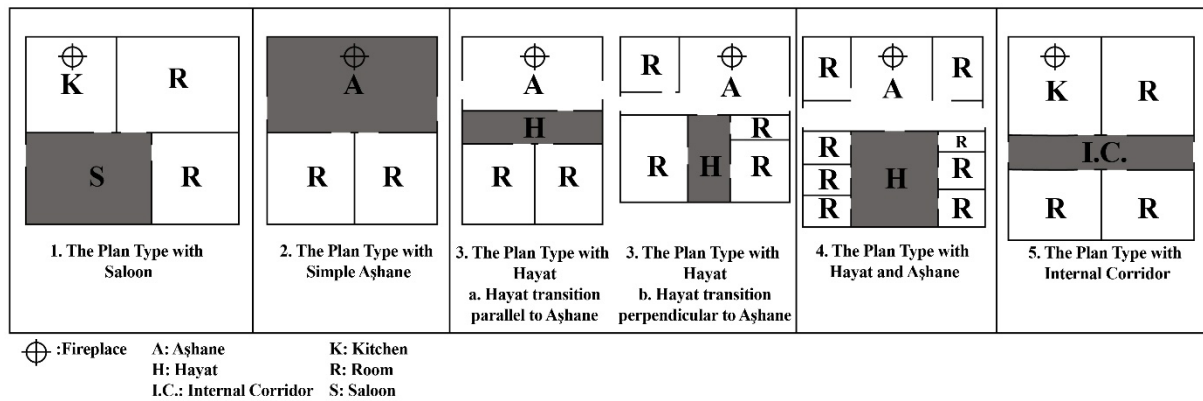 K
R
S
R
1. The Plan Type with
Saloon
A
R
R
2. The Plan Type with
Simple Aşhane
A
H
R
R
3. The Plan Type with
Hayat
a. Hayat transition
parallel to Aşhane
R
A
R
H
R
R
3. The Plan Type with
Hayat
b. Hayat transition
perpendicular to Aşhane
R
A
R
R
R
R
H
R
R
R
4. The Plan Type with
Hayat and Aşhane
K
R
I.C.
R
R
5. The Plan Type with
Internal Corridor
:Fireplace
A: Aşhane
K: Kitchen
H: Hayat
R: Room
I.C.: Internal Corridor
S: Saloon